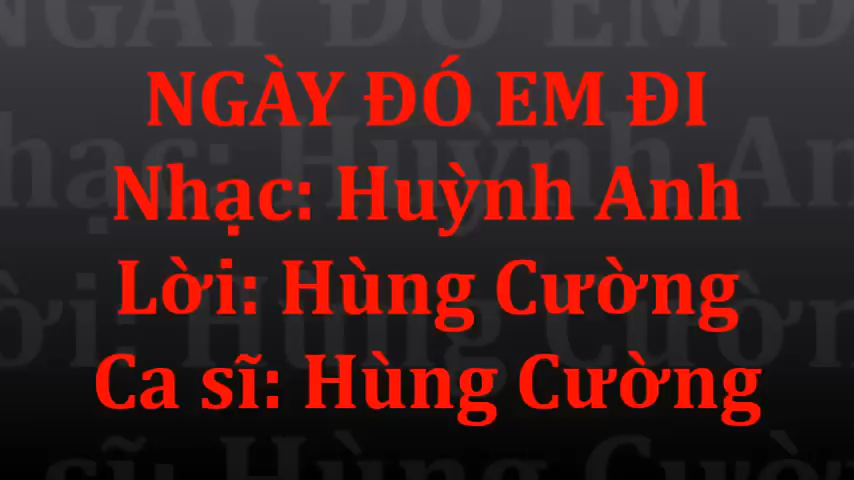 NGÀY ĐÓ EM ĐI
Nhạc: Huỳnh Anh
Lời: Hùng Cường
Ca sĩ: Hùng Cường